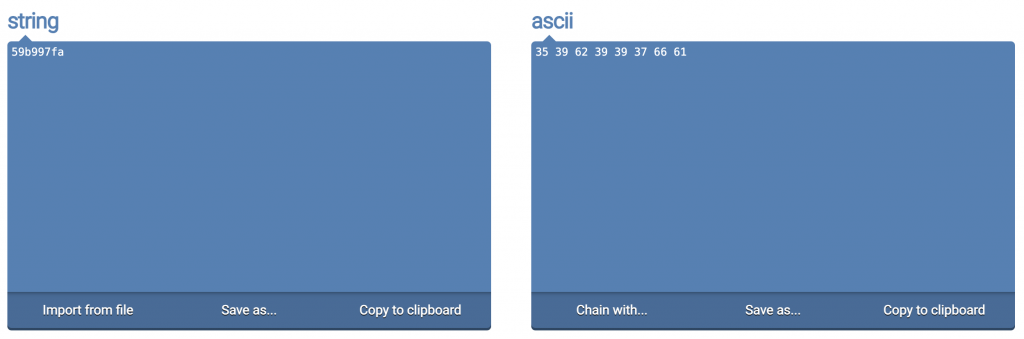 string
59b997fa
Import from file
Save as...
Copy to clipboard
ascii
35 39 62 39 39 37 66 61
Chain with...
Save as...
Copy to clipboard